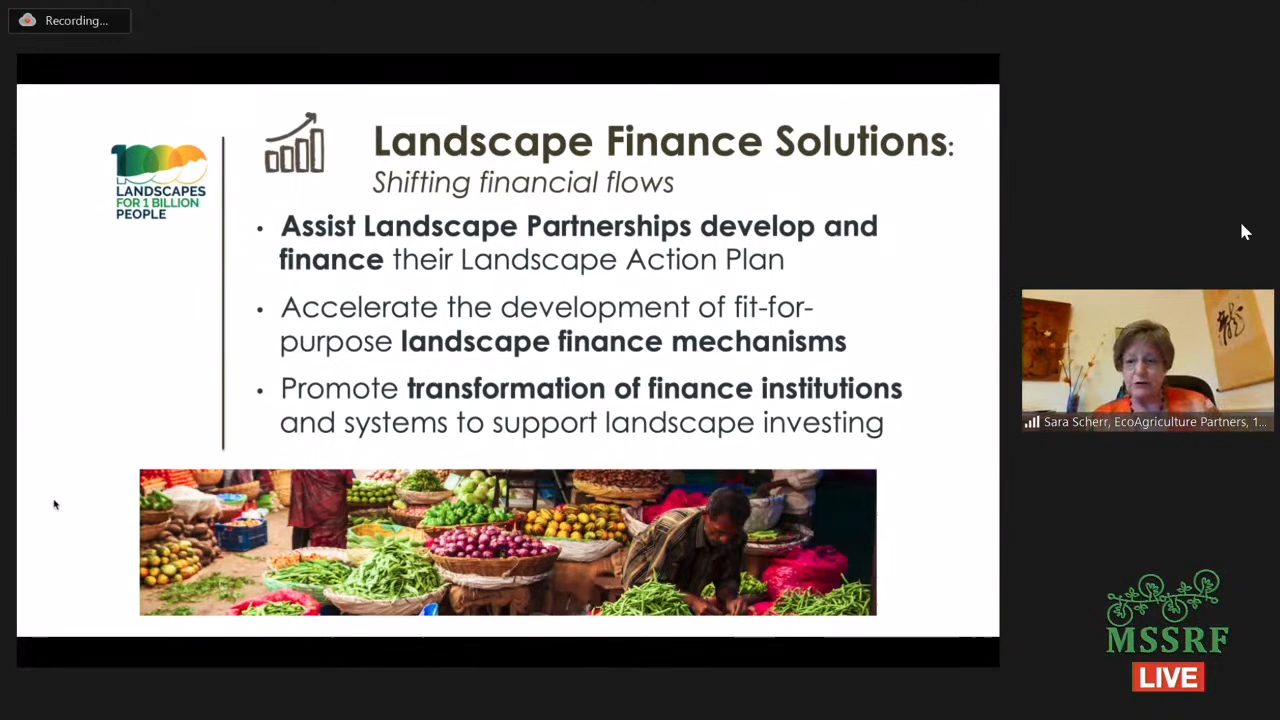 Recording...
1000
LANDSCAPES
FOR 1 BILLION
PEOPLE
Landscape Finance Solutions:
Shifting financial flows
• Assist Landscape Partnerships develop and
finance their Landscape Action Plan
• Accelerate the development of fit-for-
purpose landscape finance mechanisms
• Promote transformation of finance institutions
and systems to support landscape investing
Sara Scherr, EcoAgriculture Partners, 1...
MSSRF
LIVE